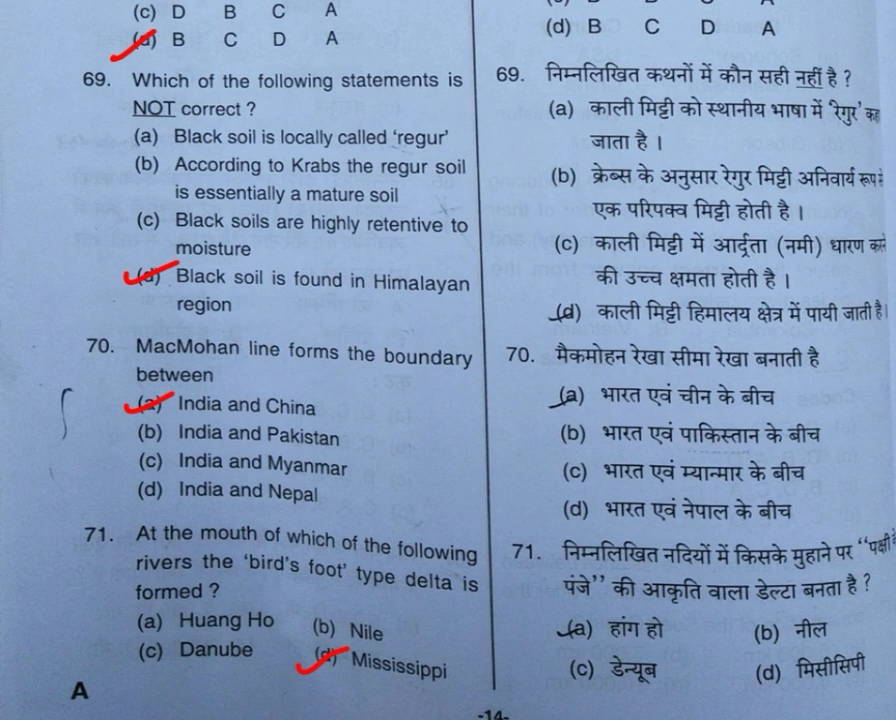 (c) D B C A
(d) B C D A
69. Which of the following statements is
NOT correct ?
(a) Black soil is locally called 'regur'
(b) According to Krabs the regur soil
is essentially a mature soil
(c) Black soils are highly retentive to
moisture
(d) Black soil is found in Himalayan
region
70. MacMohan line forms the boundary
between
(a) India and China
(b) India and Pakistan
(c) India and Myanmar
(d) India and Nepal
71. At the mouth of which of the following
rivers the 'bird's foot' type delta is
formed ?
(a) Huang Ho (b) Nile
(c) Danube (d) Mississippi
A
(d) B C D A
69. निम्नलिखित कथनों में कौन सही नहीं है ?
(a) काली मिट्टी को स्थानीय भाषा में 'रेगुर' कहा
जाता है ।
(b) क्रेब्स के अनुसार रेगुर मिट्टी अनिवार्य रूप से
एक परिपक्व मिट्टी होती है ।
(c) काली मिट्टी में आर्द्रता (नमी) धारण करने
की उच्च क्षमता होती है ।
(d) काली मिट्टी हिमालय क्षेत्र में पायी जाती है।
70. मैकमोहन रेखा सीमा रेखा बनाती है
(a) भारत एवं चीन के बीच
(b) भारत एवं पाकिस्तान के बीच
(c) भारत एवं म्यान्मार के बीच
(d) भारत एवं नेपाल के बीच
71. निम्नलिखित नदियों में किसके मुहाने पर "पक्षी के
पंजे" की आकृति वाला डेल्टा बनता है ?
(a) हांग हो (b) नील
(c) डेन्यूब (d) मिसीसिपी
-14-